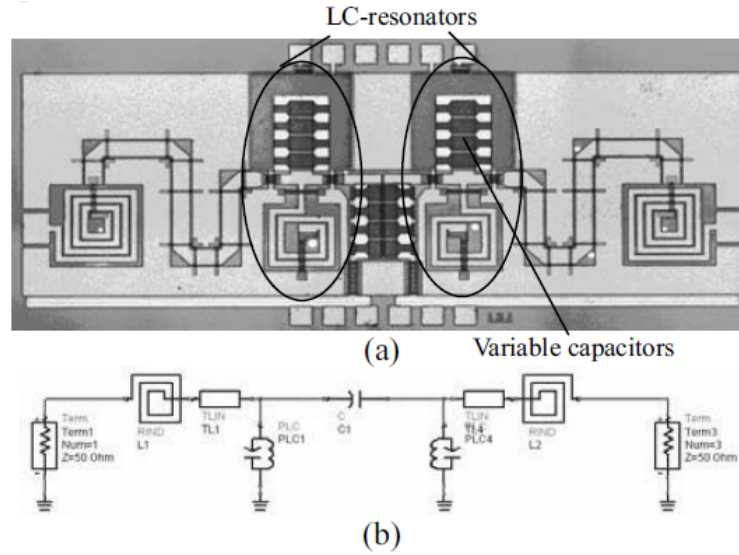 LC-resonators
(a)
Variable capacitors
Term
Term1
Num=1
Z=50 Ohm
RIND
L1
TLIN
TL1
PLC
PLC1
C
C1
TLIN
TL4
PLC4
RIND
L2
Term
Term3
Num=3
Z=50 Ohm
(b)